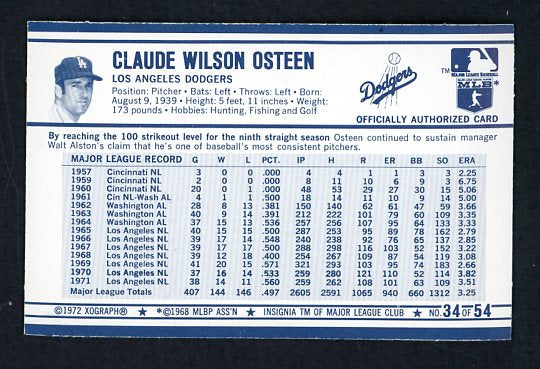 CLAUDE WILSON OSTEEN
LOS ANGELES DODGERS
Position: Pitcher • Bats: Left • Throws: Left • Born:
August 9, 1939 • Height: 5 feet, 11 inches • Weight:
173 pounds • Hobbies: Hunting, Fishing and Golf
LA
Dodgers
TM
MAJOR LEAGUE BASEBALL
MLB*
OFFICIALLY AUTHORIZED CARD
By reaching the 100 strikeout level for the ninth straight season Osteen continued to sustain manager
Walt Alston's claim that he's one of baseball's most consistent pitchers.
MAJOR LEAGUE RECORD G W L PCT. IP H R ER BB SO ERA
1957 Cincinnati NL 3 0 0 .000 4 4 1 1 3 3 2.25
1959 Cincinnati NL 2 0 0 .000 8 11 10 6 9 3 6.75
1960 Cincinnati NL 20 0 1 .000 48 53 29 27 30 15 5.06
1961 Cin NL-Wash AL 4 1 1 .500 18 14 11 10 9 14 5.00
1962 Washington AL 28 8 13 .381 150 140 62 61 47 59 3.66
1963 Washington AL 40 9 14 .391 212 222 101 79 60 109 3.35
1964 Washington AL 37 15 13 .536 257 256 107 95 64 133 3.33
1965 Los Angeles NL 40 15 15 .500 287 253 95 89 78 162 2.79
1966 Los Angeles NL 39 17 14 .548 240 238 92 76 65 137 2.85
1967 Los Angeles NL 39 17 17 .500 288 298 116 103 52 152 3.22
1968 Los Angeles NL 39 12 18 .400 254 267 109 87 54 119 3.08
1969 Los Angeles NL 41 20 15 .571 321 293 103 95 74 183 2.66
1970 Los Angeles NL 37 16 14 .533 259 280 121 110 52 114 3.82
1971 Los Angeles NL 38 14 11 .560 259 262 108 101 63 109 3.51
Major League Totals 407 144 146 .497 2605 2591 1065 940 660 1312 3.25
©1972 XOGRAPH® ★ *©1968 MLBP ASS'N ★ INSIGNIA TM OF MAJOR LEAGUE CLUB ★ NO. 34 OF 54